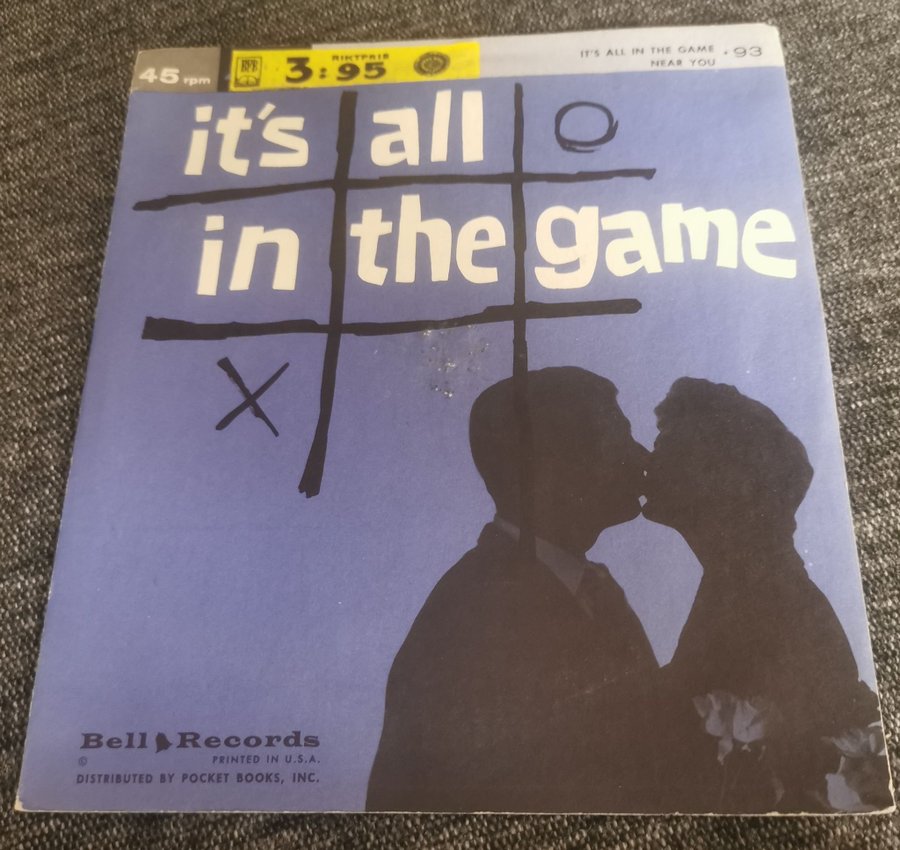 45 rpm
RIKTPRIS
3:95
IT'S ALL IN THE GAME
NEAR YOU
• 93
it's all O
in the game
X
Bell Records
© PRINTED IN U.S.A.
DISTRIBUTED BY POCKET BOOKS, INC.